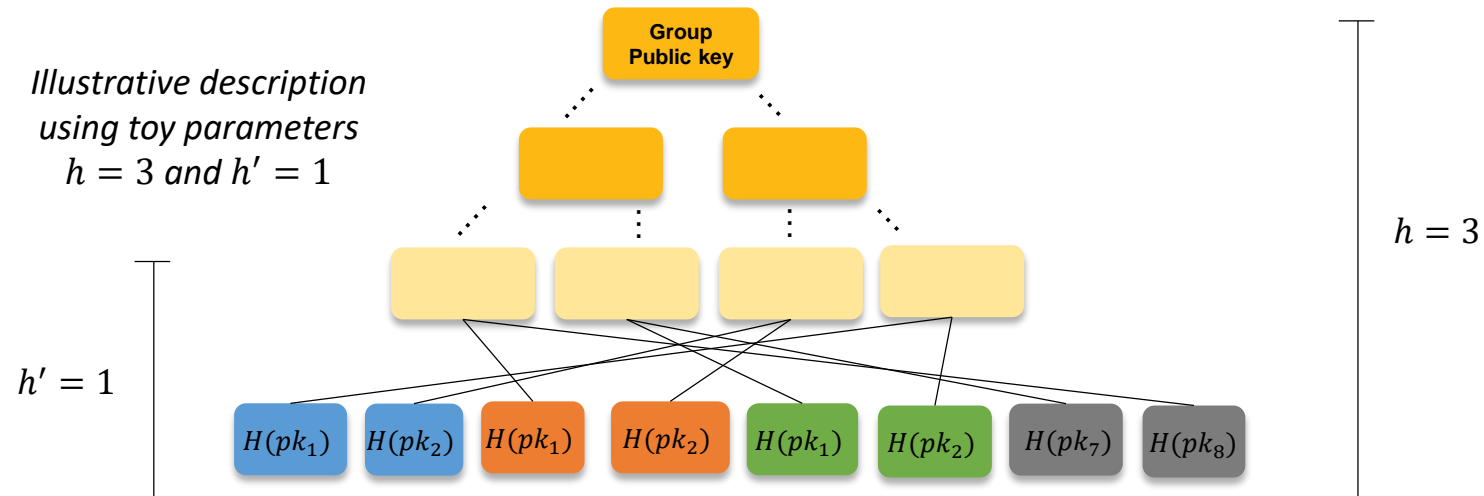 Group
Public key
Illustrative description
using toy parameters
h = 3 and h′ = 1
h = 3
h′ = 1
H(pk₁) H(pk₂) H(pk₁) H(pk₂) H(pk₁) H(pk₂) H(pk₇) H(pk₈)